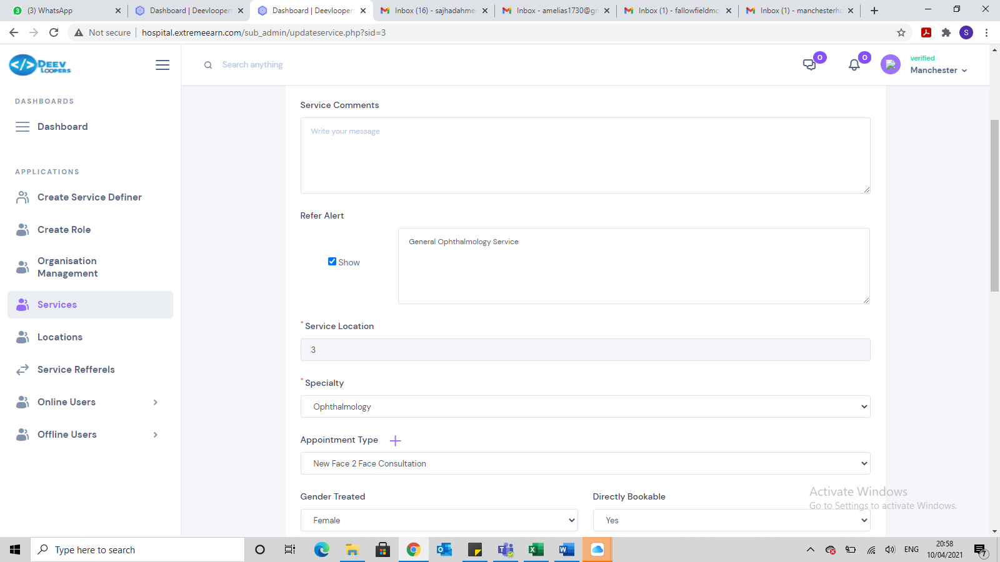 (3) WhatsApp
Dashboard | Deevlooper
Dashboard | Deevlooper
Inbox (16) - sajhadahme
Inbox - amelias1730@g
Inbox (1) - fallowfieldm
Inbox (1) - manchesterh
Not secure
hospital.extremeearn.com/sub_admin/updateservice.php?sid=3
S
</> DEEV
LOOPERS
Search anything
0
0
verified
Manchester
DASHBOARDS
Dashboard
APPLICATIONS
Create Service Definer
Create Role
Organisation
Management
Services
Locations
Service Refferels
Online Users
Offline Users
Service Comments
Write your message
Refer Alert
Show
General Ophthalmology Service
* Service Location
3
* Specialty
Ophthalmology
Appointment Type
New Face 2 Face Consultation
Gender Treated
Directly Bookable
Female
Yes
Activate Windows
Go to Settings to activate Windows.
Type here to search
ENG
20:58
10/04/2021
7